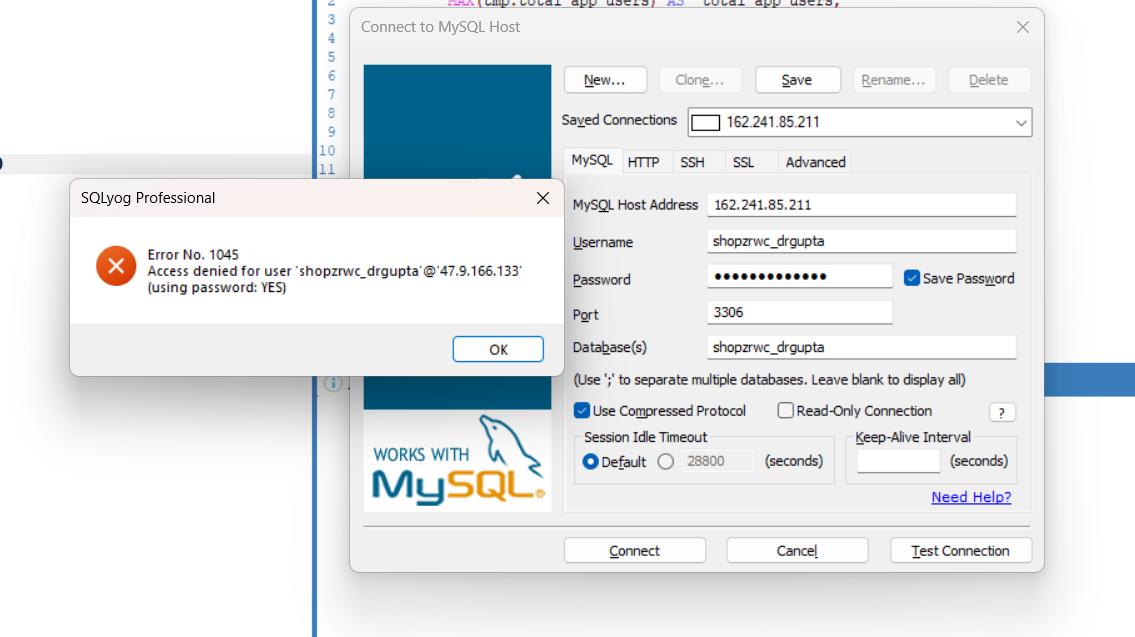 2
MAX(tmp.total_app_users) AS total_app_users,
3
4
5
6
7
8
9
10
11
Connect to MySQL Host
New...
Clone...
Save
Rename...
Delete
Saved Connections
162.241.85.211
MySQL
HTTP
SSH
SSL
Advanced
MySQL Host Address
162.241.85.211
Username
shopzrwc_drgupta
Password
•••••••••••••
Save Password
Port
3306
Database(s)
shopzrwc_drgupta
(Use ';' to separate multiple databases. Leave blank to display all)
Use Compressed Protocol
Read-Only Connection
?
Session Idle Timeout
Default
28800
(seconds)
Keep-Alive Interval
(seconds)
Need Help?
WORKS WITH
MySQL®
Connect
Cancel
Test Connection
SQLyog Professional
Error No. 1045
Access denied for user 'shopzrwc_drgupta'@'47.9.166.133'
(using password: YES)
OK